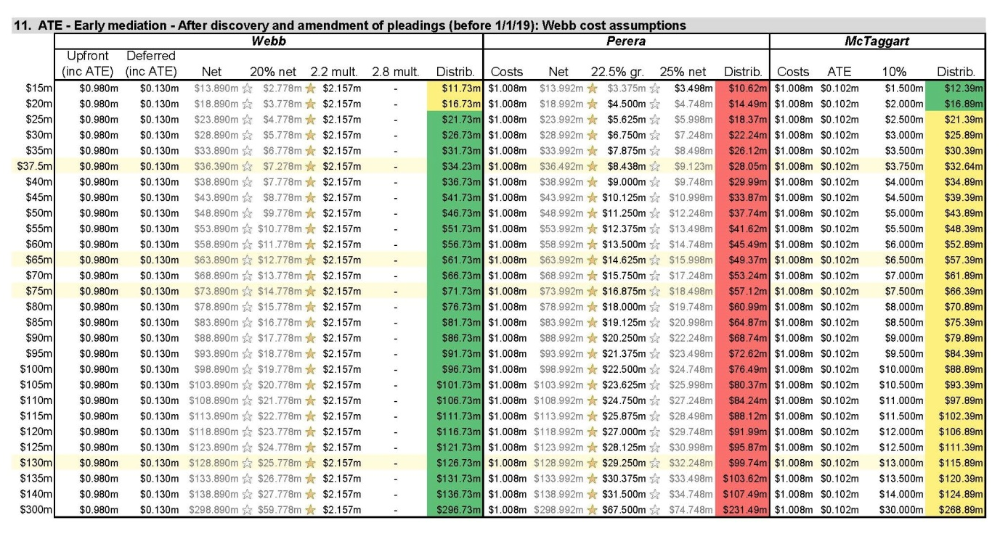 11. ATE - Early mediation - After discovery and amendment of pleadings (before 1/1/19): Webb cost assumptions
Webb Perera McTaggart
Upfront Deferred
(inc ATE) (inc ATE) Net 20% net 2.2 mult. 2.8 mult. Distrib. Costs Net 22.5% gr. 25% net Distrib. Costs ATE 10% Distrib.
$15m $0.980m $0.130m $13.890m $2.778m $2.157m - $11.73m $1.008m $13.992m $3.375m $3.498m $10.62m $1.008m $0.102m $1.500m $12.39m
$20m $0.980m $0.130m $18.890m $3.778m $2.157m - $16.73m $1.008m $18.992m $4.500m $4.748m $14.49m $1.008m $0.102m $2.000m $16.89m
$25m $0.980m $0.130m $23.890m $4.778m $2.157m - $21.73m $1.008m $23.992m $5.625m $5.998m $18.37m $1.008m $0.102m $2.500m $21.39m
$30m $0.980m $0.130m $28.890m $5.778m $2.157m - $26.73m $1.008m $28.992m $6.750m $7.248m $22.24m $1.008m $0.102m $3.000m $25.89m
$35m $0.980m $0.130m $33.890m $6.778m $2.157m - $31.73m $1.008m $33.992m $7.875m $8.498m $26.12m $1.008m $0.102m $3.500m $30.39m
$37.5m $0.980m $0.130m $36.390m $7.278m $2.157m - $34.23m $1.008m $36.492m $8.438m $9.123m $28.05m $1.008m $0.102m $3.750m $32.64m
$40m $0.980m $0.130m $38.890m $7.778m $2.157m - $36.73m $1.008m $38.992m $9.000m $9.748m $29.99m $1.008m $0.102m $4.000m $34.89m
$45m $0.980m $0.130m $43.890m $8.778m $2.157m - $41.73m $1.008m $43.992m $10.125m $10.998m $33.87m $1.008m $0.102m $4.500m $39.39m
$50m $0.980m $0.130m $48.890m $9.778m $2.157m - $46.73m $1.008m $48.992m $11.250m $12.248m $37.74m $1.008m $0.102m $5.000m $43.89m
$55m $0.980m $0.130m $53.890m $10.778m $2.157m - $51.73m $1.008m $53.992m $12.375m $13.498m $41.62m $1.008m $0.102m $5.500m $48.39m
$60m $0.980m $0.130m $58.890m $11.778m $2.157m - $56.73m $1.008m $58.992m $13.500m $14.748m $45.49m $1.008m $0.102m $6.000m $52.89m
$65m $0.980m $0.130m $63.890m $12.778m $2.157m - $61.73m $1.008m $63.992m $14.625m $15.998m $49.37m $1.008m $0.102m $6.500m $57.39m
$70m $0.980m $0.130m $68.890m $13.778m $2.157m - $66.73m $1.008m $68.992m $15.750m $17.248m $53.24m $1.008m $0.102m $7.000m $61.89m
$75m $0.980m $0.130m $73.890m $14.778m $2.157m - $71.73m $1.008m $73.992m $16.875m $18.498m $57.12m $1.008m $0.102m $7.500m $66.39m
$80m $0.980m $0.130m $78.890m $15.778m $2.157m - $76.73m $1.008m $78.992m $18.000m $19.748m $60.99m $1.008m $0.102m $8.000m $70.89m
$85m $0.980m $0.130m $83.890m $16.778m $2.157m - $81.73m $1.008m $83.992m $19.125m $20.998m $64.87m $1.008m $0.102m $8.500m $75.39m
$90m $0.980m $0.130m $88.890m $17.778m $2.157m - $86.73m $1.008m $88.992m $20.250m $22.248m $68.74m $1.008m $0.102m $9.000m $79.89m
$95m $0.980m $0.130m $93.890m $18.778m $2.157m - $91.73m $1.008m $93.992m $21.375m $23.498m $72.62m $1.008m $0.102m $9.500m $84.39m
$100m $0.980m $0.130m $98.890m $19.778m $2.157m - $96.73m $1.008m $98.992m $22.500m $24.748m $76.49m $1.008m $0.102m $10.000m $88.89m
$105m $0.980m $0.130m $103.890m $20.778m $2.157m - $101.73m $1.008m $103.992m $23.625m $25.998m $80.37m $1.008m $0.102m $10.500m $93.39m
$110m $0.980m $0.130m $108.890m $21.778m $2.157m - $106.73m $1.008m $108.992m $24.750m $27.248m $84.24m $1.008m $0.102m $11.000m $97.89m
$115m $0.980m $0.130m $113.890m $22.778m $2.157m - $111.73m $1.008m $113.992m $25.875m $28.498m $88.12m $1.008m $0.102m $11.500m $102.39m
$120m $0.980m $0.130m $118.890m $23.778m $2.157m - $116.73m $1.008m $118.992m $27.000m $29.748m $91.99m $1.008m $0.102m $12.000m $106.89m
$125m $0.980m $0.130m $123.890m $24.778m $2.157m - $121.73m $1.008m $123.992m $28.125m $30.998m $95.87m $1.008m $0.102m $12.500m $111.39m
$130m $0.980m $0.130m $128.890m $25.778m $2.157m - $126.73m $1.008m $128.992m $29.250m $32.248m $99.74m $1.008m $0.102m $13.000m $115.89m
$135m $0.980m $0.130m $133.890m $26.778m $2.157m - $131.73m $1.008m $133.992m $30.375m $33.498m $103.62m $1.008m $0.102m $13.500m $120.39m
$140m $0.980m $0.130m $138.890m $27.778m $2.157m - $136.73m $1.008m $138.992m $31.500m $34.748m $107.49m $1.008m $0.102m $14.000m $124.89m
$300m $0.980m $0.130m $298.890m $59.778m $2.157m - $296.73m $1.008m $298.992m $67.500m $74.748m $231.49m $1.008m $0.102m $30.000m $268.89m